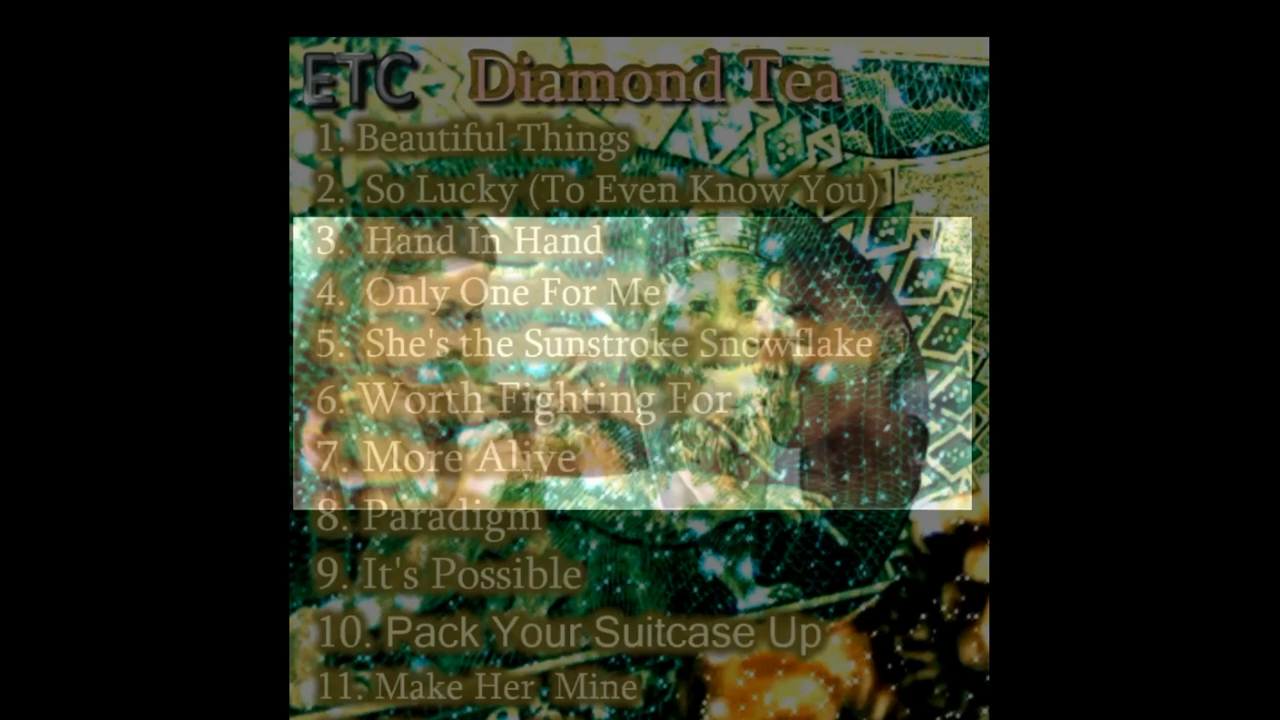 ETC Diamond Tea
1. Beautiful Things
2. So Lucky (To Even Know You)
3. Hand In Hand
4. Only One For Me
5. She's the Sunstroke Snowflake
6. Worth Fighting For
7. More Alive
8. Paradigm
9. It's Possible
10. Pack Your Suitcase Up
11. Make Her Mine